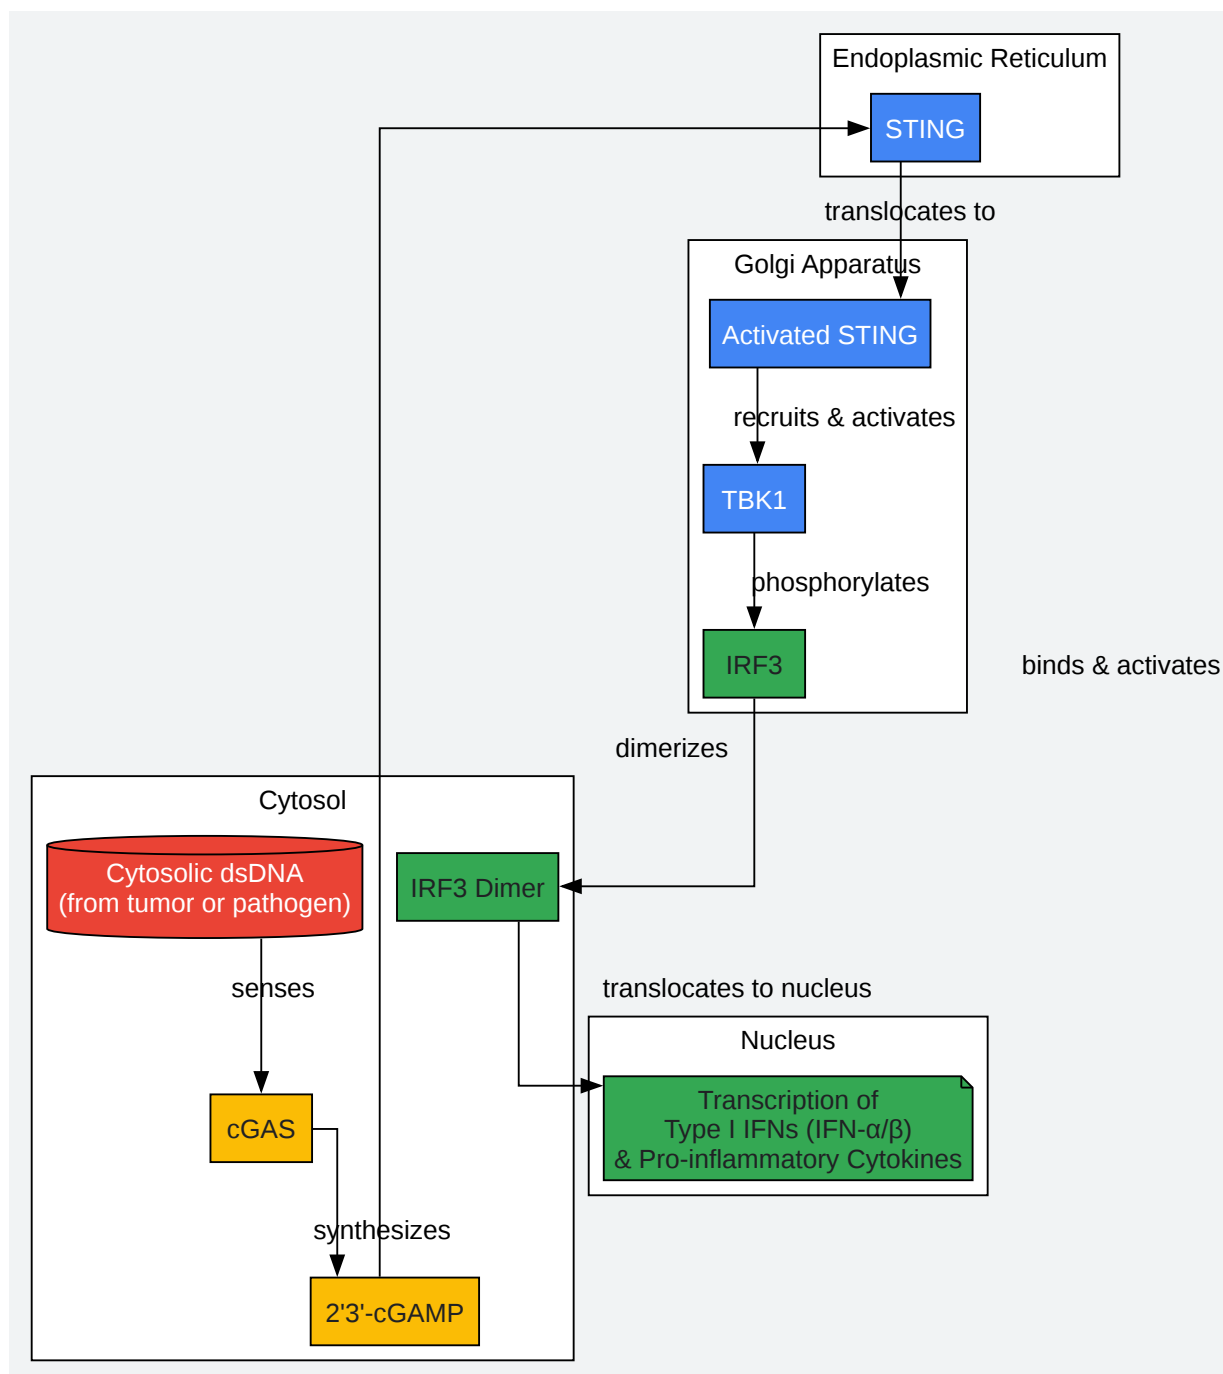 Endoplasmic Reticulum
STING
translocates to
Golgi Apparatus
Activated STING
recruits & activates
TBK1
phosphorylates
IRF3
binds & activates
dimerizes
Cytosol
Cytosolic dsDNA
(from tumor or pathogen)
IRF3 Dimer
senses
translocates to nucleus
Nucleus
Transcription of
Type I IFNs (IFN-α/β)
& Pro-inflammatory Cytokines
cGAS
synthesizes
2'3'-cGAMP